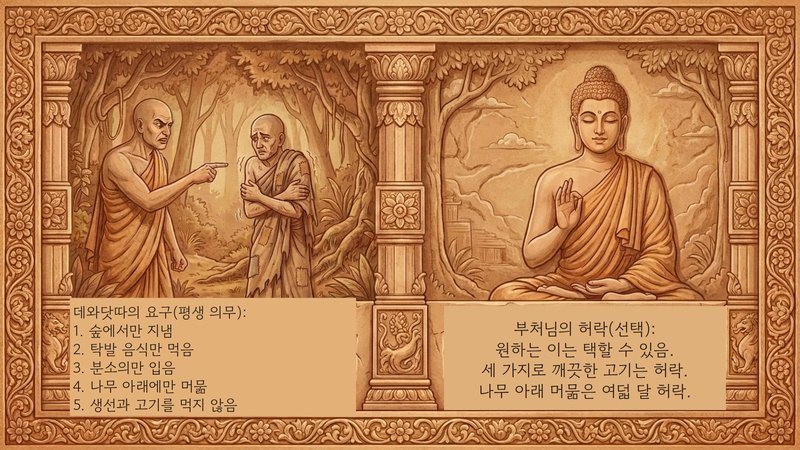 데와닷따의 요구(평생 의무):
1. 숲에서만 지냄
2. 탁발 음식만 먹음
3. 분소의만 입음
4. 나무 아래에만 머묾
5. 생선과 고기를 먹지 않음
부처님의 허락(선택):
원하는 이는 택할 수 있음.
세 가지로 깨끗한 고기는 허락.
나무 아래 머묾은 여덟 달 허락.